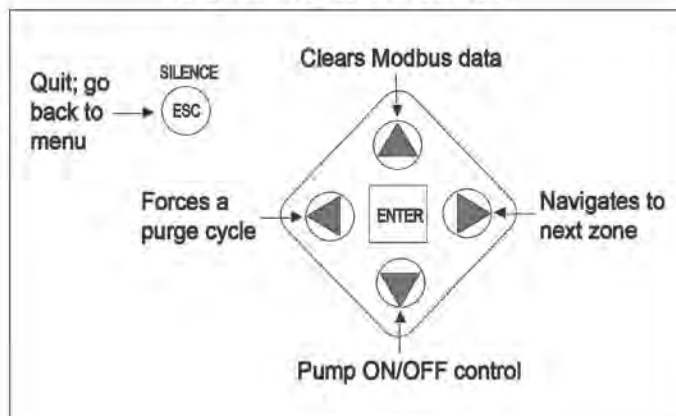 Clears Modbus data
Quit; go
back to
menu
SILENCE
ESC
Forces a
purge cycle
ENTER
Navigates to
next zone
Pump ON/OFF control